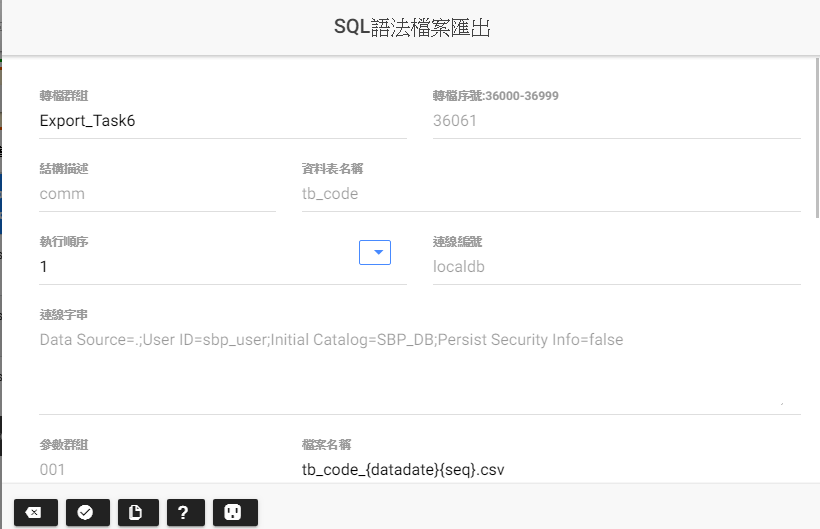 SQL語法檔案匯出
轉檔群組
轉檔序號:36000-36999
Export_Task6
36061
結構描述
資料表名稱
comm
tb_code
執行順序
連線編號
1
localdb
連線字串
Data Source=.;User ID=sbp_user;Initial Catalog=SBP_DB;Persist Security Info=false
參數群組
檔案名稱
001
tb_code_{datadate}{seq}.csv
?